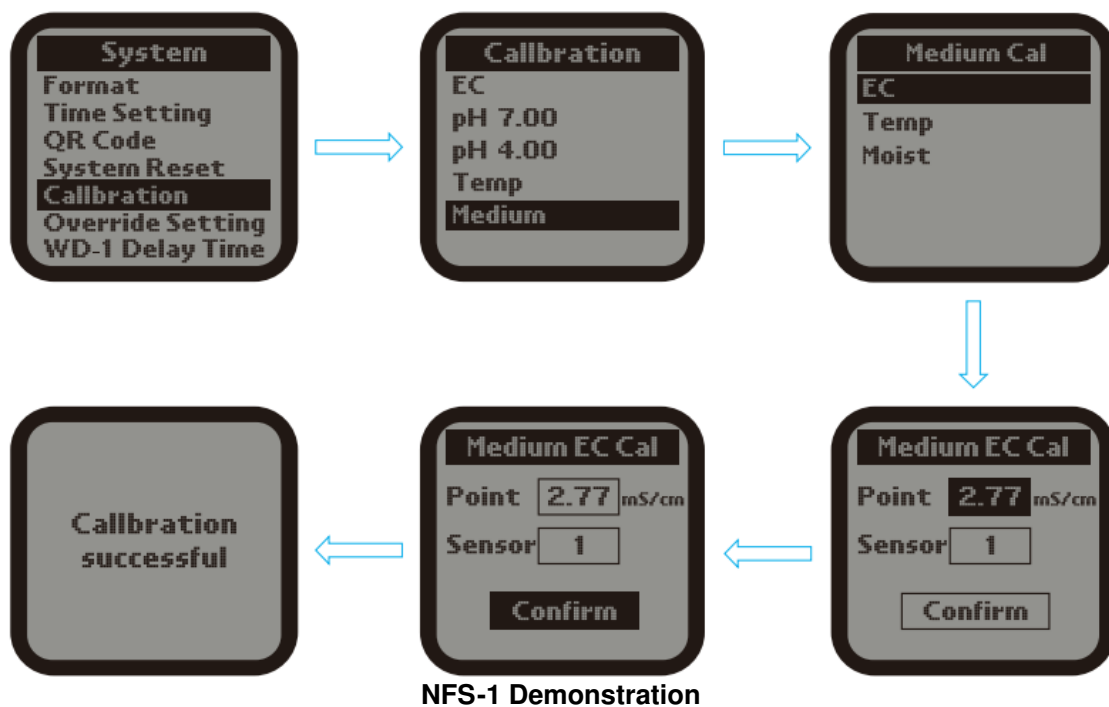 System
Format
Time Setting
QR Code
System Reset
Callbration
Override Setting
WD-1 Delay Time
Callbration
EC
pH 7.00
pH 4.00
Temp
Medium
Medium Cal
EC
Temp
Moist
Medium EC Cal
Point 2.77 mS/cm
Sensor 1
Confirm
Medium EC Cal
Point 2.77 mS/cm
Sensor 1
Confirm
Callbration
successful
NFS-1 Demonstration